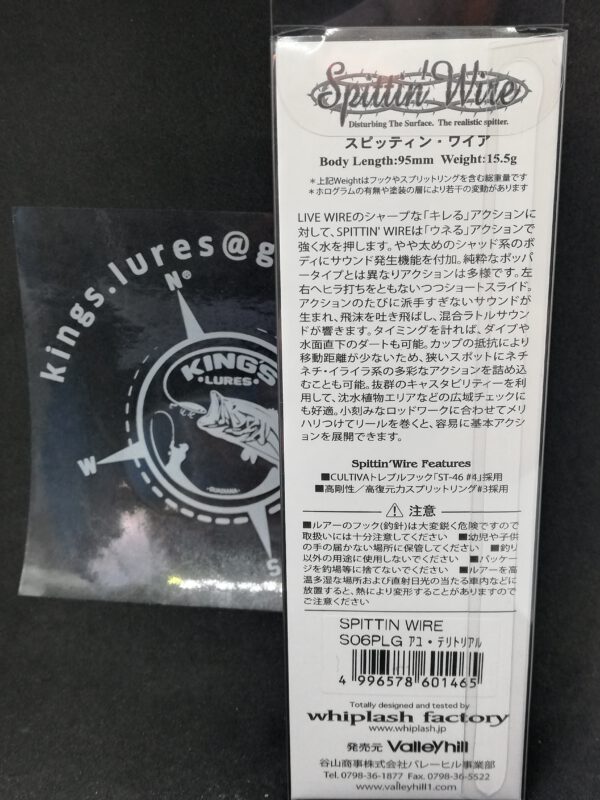 Spittin' Wire
Disturbing The Surface. The realistic spitter.
スピッティン・ワイア
Body Length:95mm Weight:15.5g
＊上記Weightはフックやスプリットリングを含む総重量です
＊ホログラムの有無や塗装の層により若干の変動があります
LIVE WIREのシャープな「キレる」アクションに
対して、SPITTIN' WIREは「ウネる」アクションで
強く水を押します。やや太めのシャッド系のボ
ディにサウンド発生機能を付加。純粋なポッパ
ータイプとは異なりアクションは多様です。左
右へヒラ打ちをともないつつショートスライド。
アクションのたびに派手すぎないサウンドが
生まれ、飛沫を吐き飛ばし、混合ラトルサウン
ドが響きます。タイミングを計れば、ダイブや
水面直下のダートも可能。カップの抵抗により
移動距離が少ないため、狭いスポットにネチ
ネチ・イライラ系の多彩なアクションを詰め込
むことも可能。抜群のキャスタビリティーを利
用して、沈水植物エリアなどの広域チェックに
も好適。小刻みなロッドワークに合わせてメリ
ハリつけてリールを巻くと、容易に基本アクシ
ョンを展開できます。
Spittin'Wire Features
■CULTIVAトレブルフック「ST-46 #4」採用
■高剛性／高復元力スプリットリング#3採用
注意
■ルアーのフック(釣針)は大変鋭く危険ですので
取扱いには十分注意してください ■幼児や子供
の手の届かない場所に保管してください ■釣り
以外の用途に使用しないでください ■パッケー
ジを釣場等に捨てないでください ■ルアーを高
温多湿な場所および直射日光の当たる車内などに
放置すると、熱により変形することがありますので
ご注意ください
SPITTIN WIRE
S06PLG アユ・テリトリアル
4 996578 601465
Totally designed and tested by
whiplash factory
www.whiplash.jp
発売元 Valleyhill
谷山商事株式会社バレーヒル事業部
Tel. 0798-36-1877 Fax. 0798-36-5522
www.valleyhill1.com
kings.lures@g
N°
W
S
KING'S
LURES